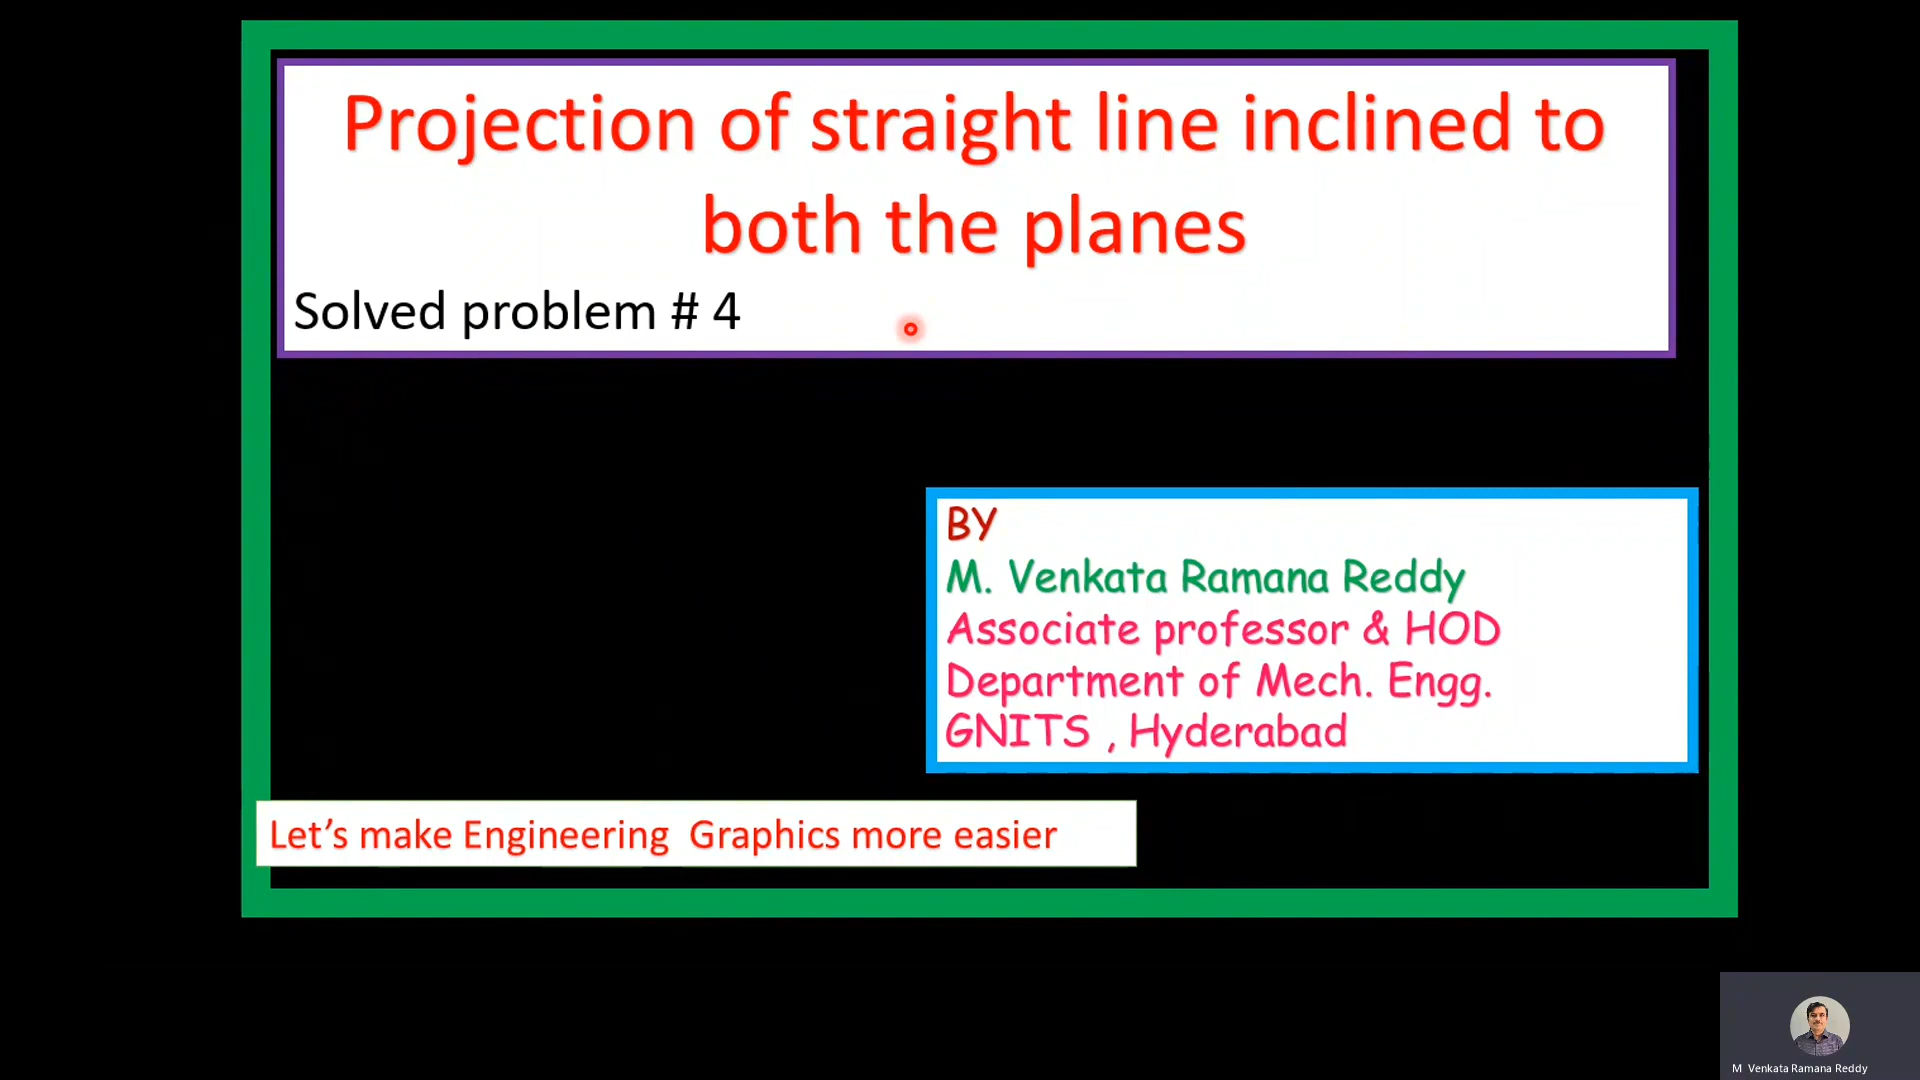 Projection of straight line inclined to
both the planes
Solved problem # 4
BY
M. Venkata Ramana Reddy
Associate professor & HOD
Department of Mech. Engg.
GNITS , Hyderabad
Let’s make Engineering  Graphics more easier
M  Venkata Ramana Reddy